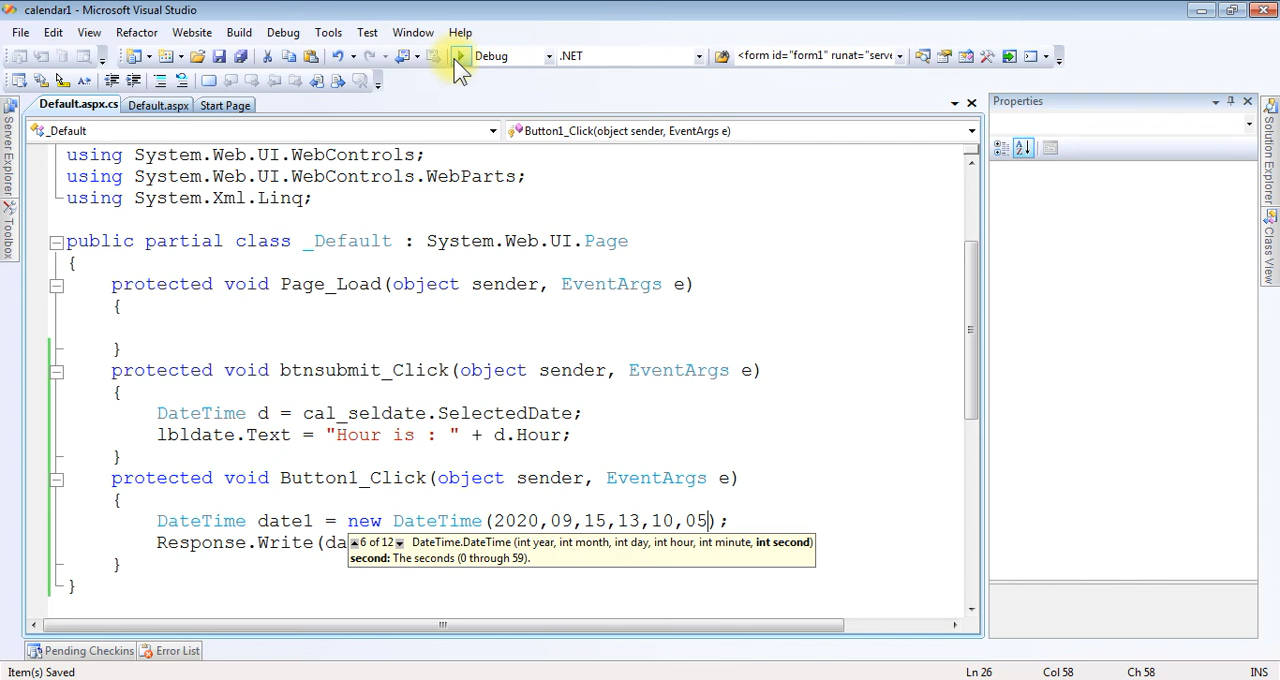 calendar1 - Microsoft Visual Studio
File Edit View Refactor Website Build Debug Tools Test Window Help
Debug .NET <form id="form1" runat="serve
Default.aspx.cs Default.aspx Start Page
Properties
_Default Button1_Click(object sender, EventArgs e)
Server Explorer
Toolbox
Solution Explorer
Class View
using System.Web.UI.WebControls;
using System.Web.UI.WebControls.WebParts;
using System.Xml.Linq;
public partial class _Default : System.Web.UI.Page
{
protected void Page_Load(object sender, EventArgs e)
{
}
protected void btnsubmit_Click(object sender, EventArgs e)
{
DateTime d = cal_seldate.SelectedDate;
lbldate.Text = "Hour is : " + d.Hour;
}
protected void Button1_Click(object sender, EventArgs e)
{
DateTime date1 = new DateTime(2020,09,15,13,10,05);
Response.Write(da
6 of 12 DateTime.DateTime (int year, int month, int day, int hour, int minute, int second)
second: The seconds (0 through 59).
}
}
Pending Checkins Error List
Item(s) Saved Ln 26 Col 58 Ch 58 INS